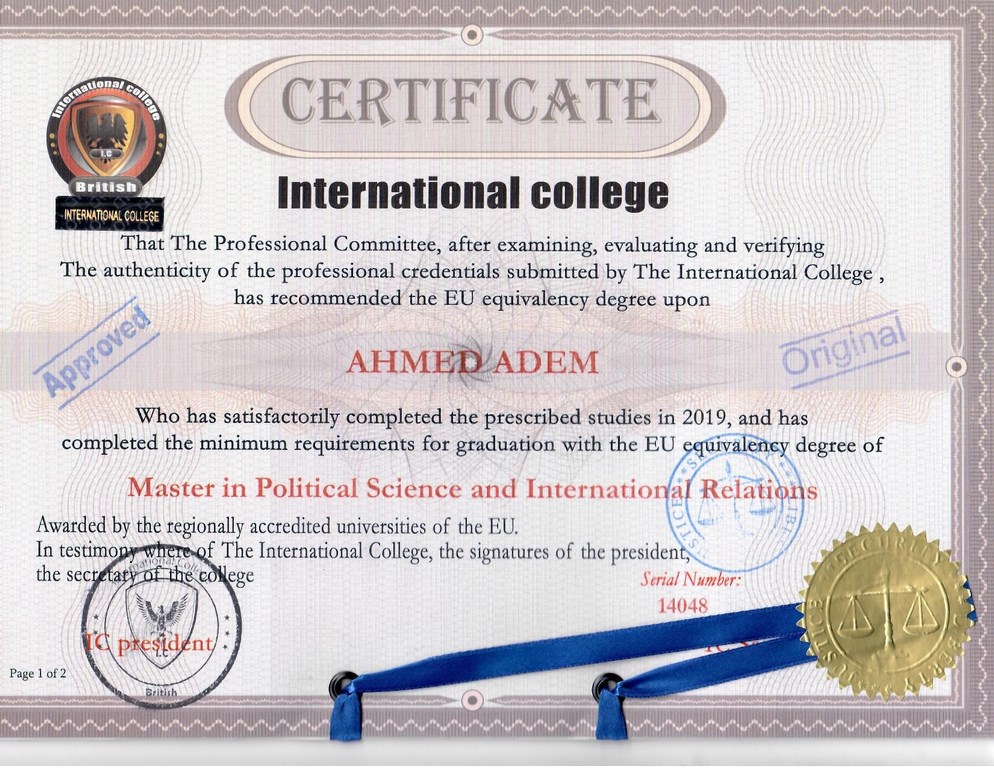 CERTIFICATE
International college
I.C
British
INTERNATIONAL COLLEGE
International college
That The Professional Committee, after examining, evaluating and verifying
The authenticity of the professional credentials submitted by The International College ,
has recommended the EU equivalency degree upon
Approved
Original
AHMED ADEM
Who has satisfactorily completed the prescribed studies in 2019, and has
completed the minimum requirements for graduation with the EU equivalency degree of
Master in Political Science and International Relations
Awarded by the regionally accredited universities of the EU.
In testimony where of The International College, the signatures of the president,
the secretary of the college
Serial Number:
14048
IC president
I.C
British
Page 1 of 2